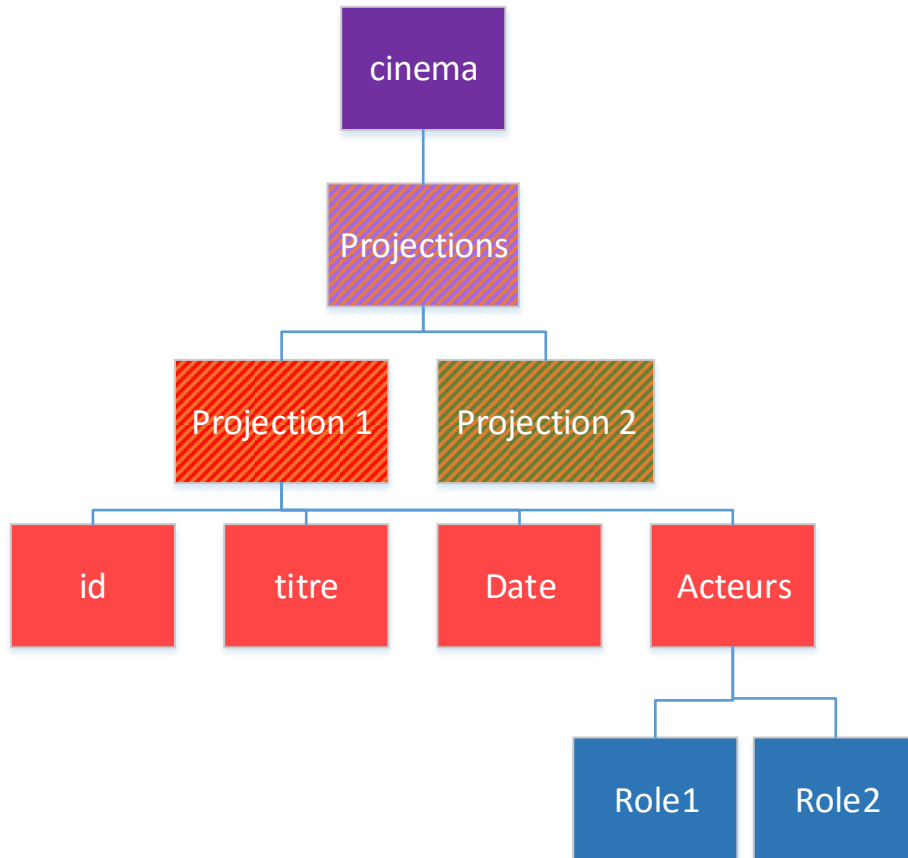 cinema
Projections
Projection 1
Projection 2
id
titre
Date
Acteurs
Role1
Role2